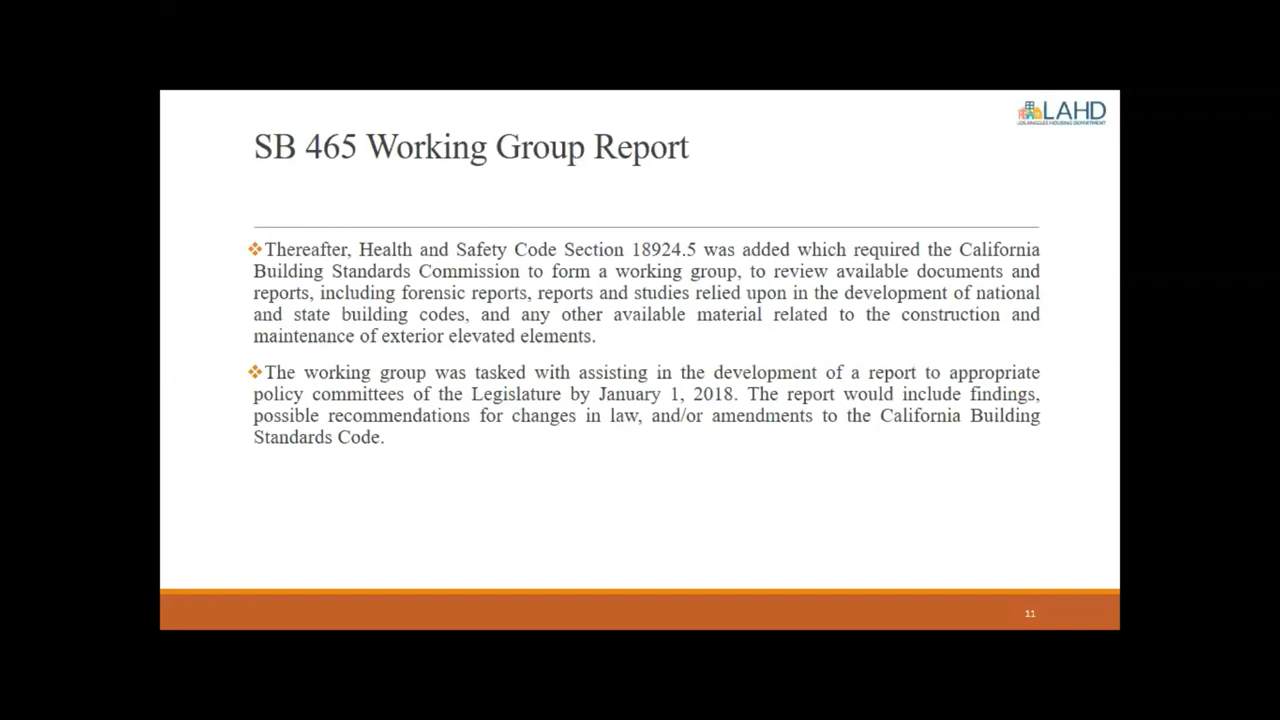 LAHD
LOS ANGELES HOUSING DEPARTMENT
SB 465 Working Group Report
Thereafter, Health and Safety Code Section 18924.5 was added which required the California
Building Standards Commission to form a working group, to review available documents and
reports, including forensic reports, reports and studies relied upon in the development of national
and state building codes, and any other available material related to the construction and
maintenance of exterior elevated elements.
The working group was tasked with assisting in the development of a report to appropriate
policy committees of the Legislature by January 1, 2018. The report would include findings,
possible recommendations for changes in law, and/or amendments to the California Building
Standards Code.
11